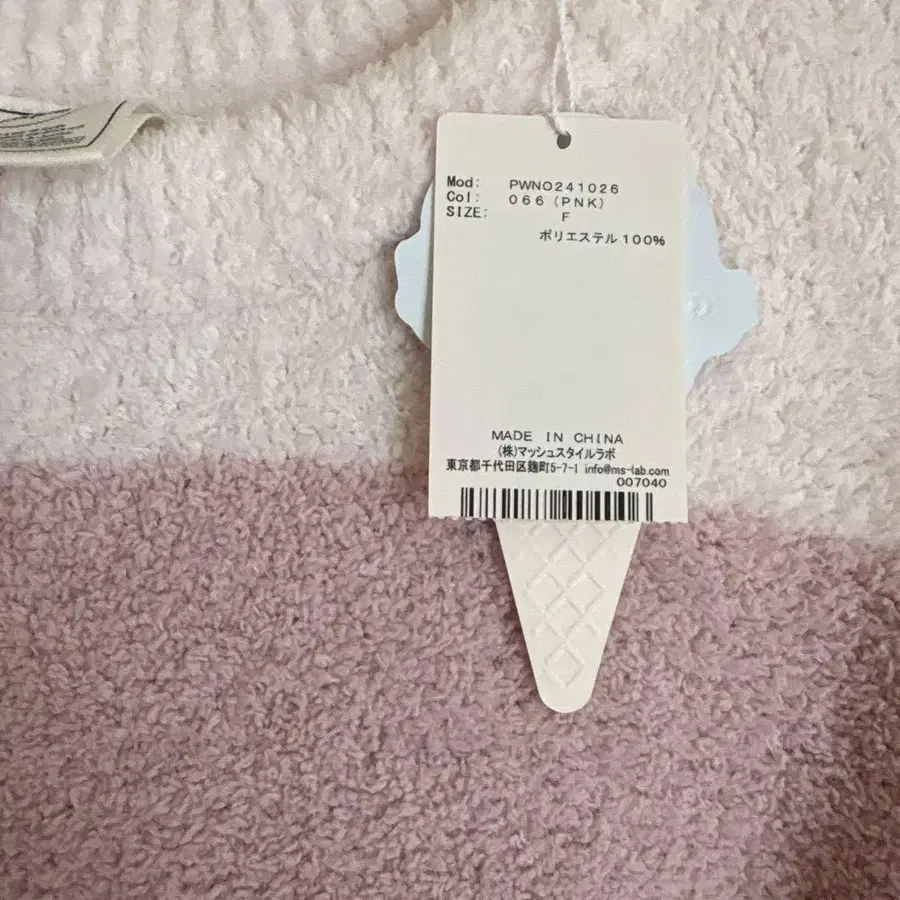 Mod: PWNO241026
Col: 066(PNK)
SIZE: F
ポリエステル100%
MADE IN CHINA
(株)マッシュスタイルラボ
東京都千代田区麹町5-7-1 info@ms-lab.com
007040